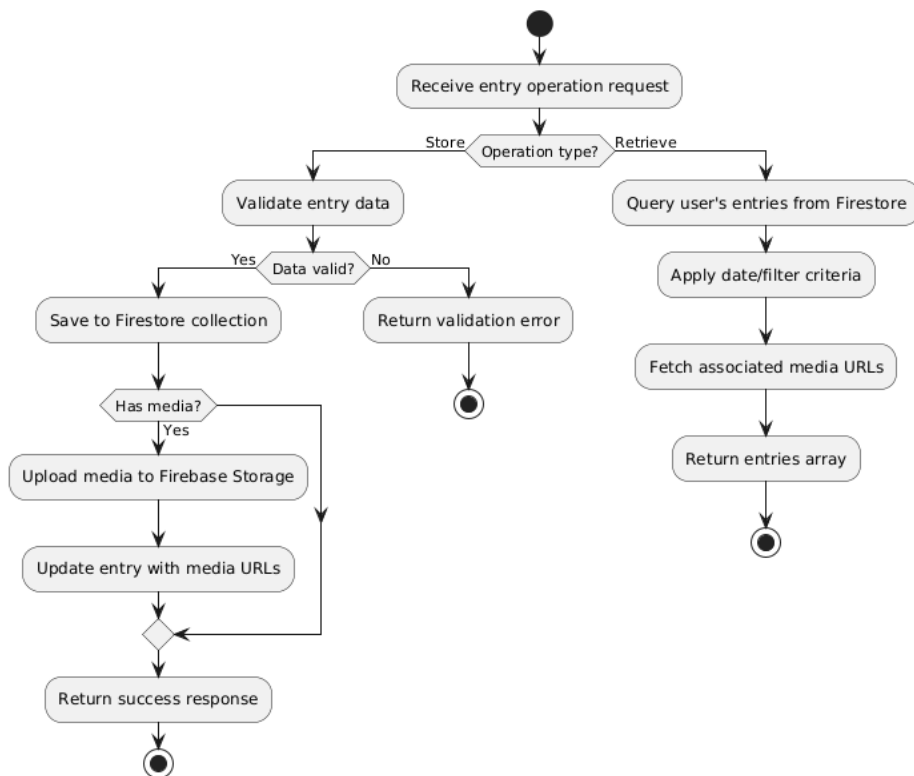 Receive entry operation request
Store
Operation type?
Retrieve
Validate entry data
Query user's entries from Firestore
Yes
Data valid?
No
Apply date/filter criteria
Save to Firestore collection
Return validation error
Fetch associated media URLs
Has media?
Yes
Upload media to Firebase Storage
Return entries array
Update entry with media URLs
Return success response